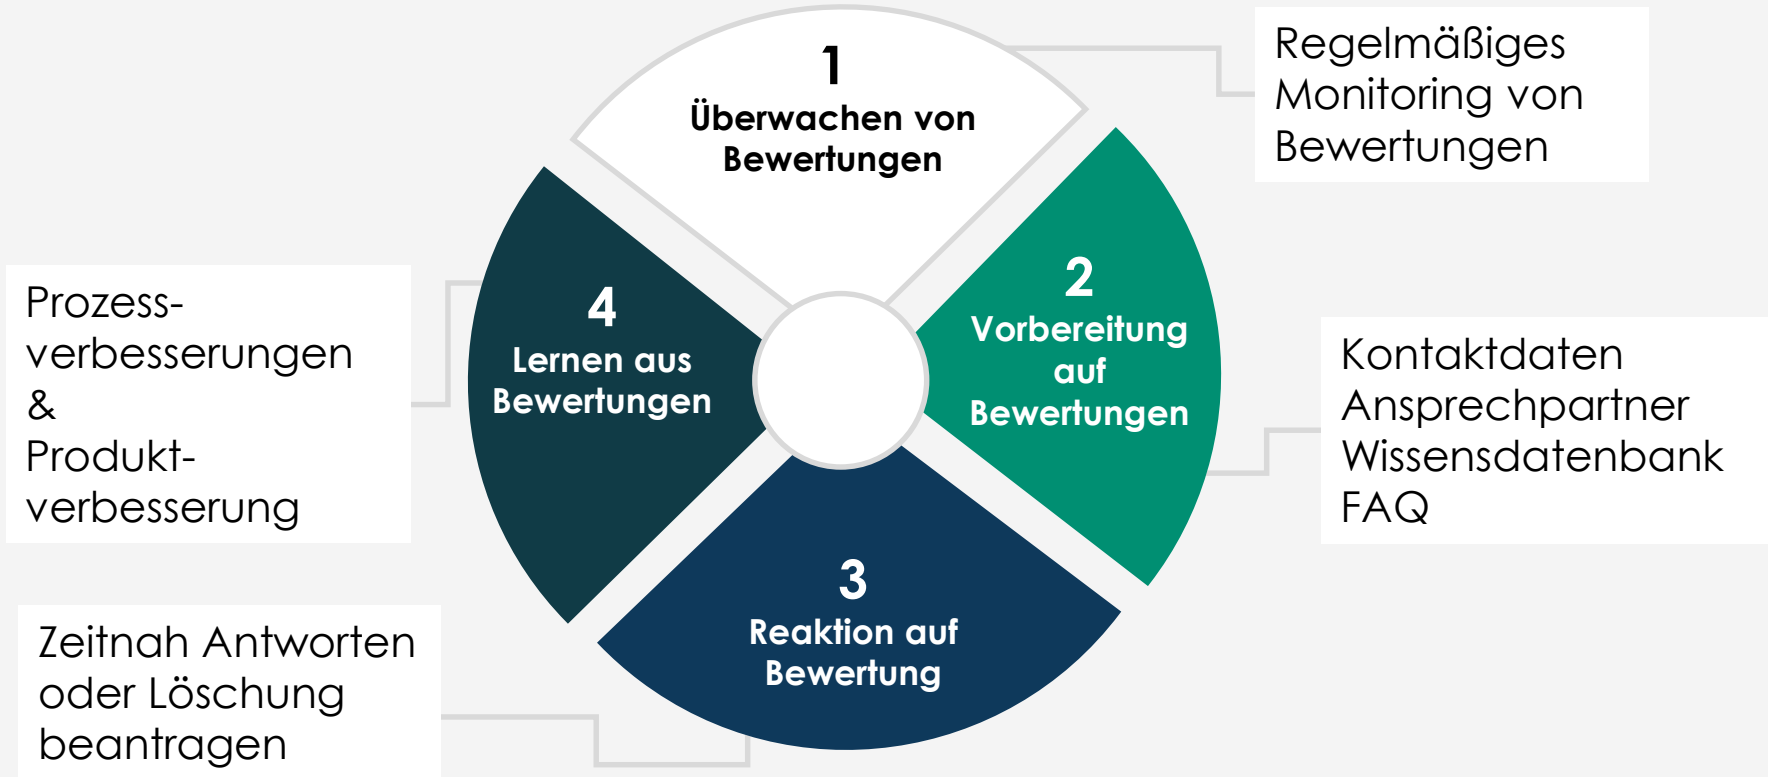 1
Überwachen von
Bewertungen
Regelmäßiges
Monitoring von
Bewertungen
2
Vorbereitung
auf
Bewertungen
Kontaktdaten
Ansprechpartner
Wissensdatenbank
FAQ
3
Reaktion auf
Bewertung
Zeitnah Antworten
oder Löschung
beantragen
4
Lernen aus
Bewertungen
Prozess-
verbesserungen
&
Produkt-
verbesserung